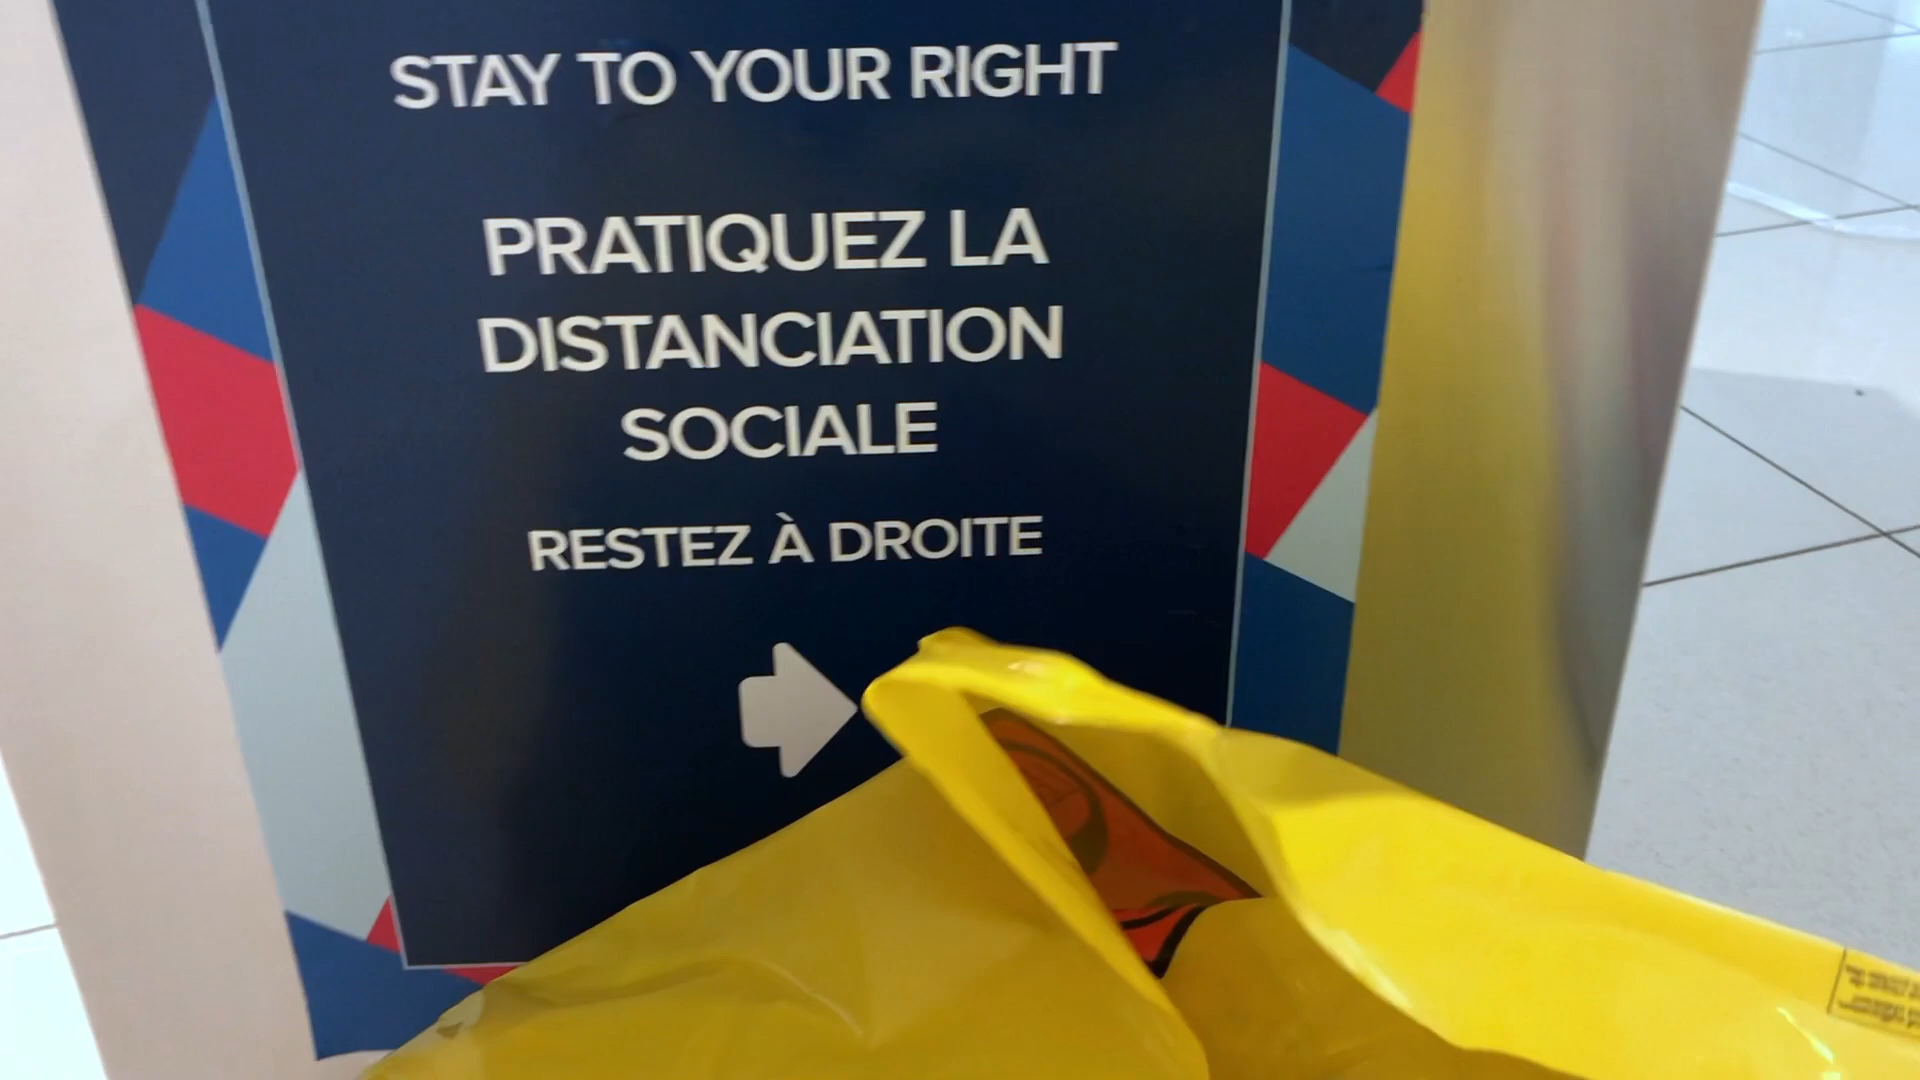 STAY TO YOUR RIGHT
PRATIQUEZ LA
DISTANCIATION
SOCIALE
RESTEZ À DROITE